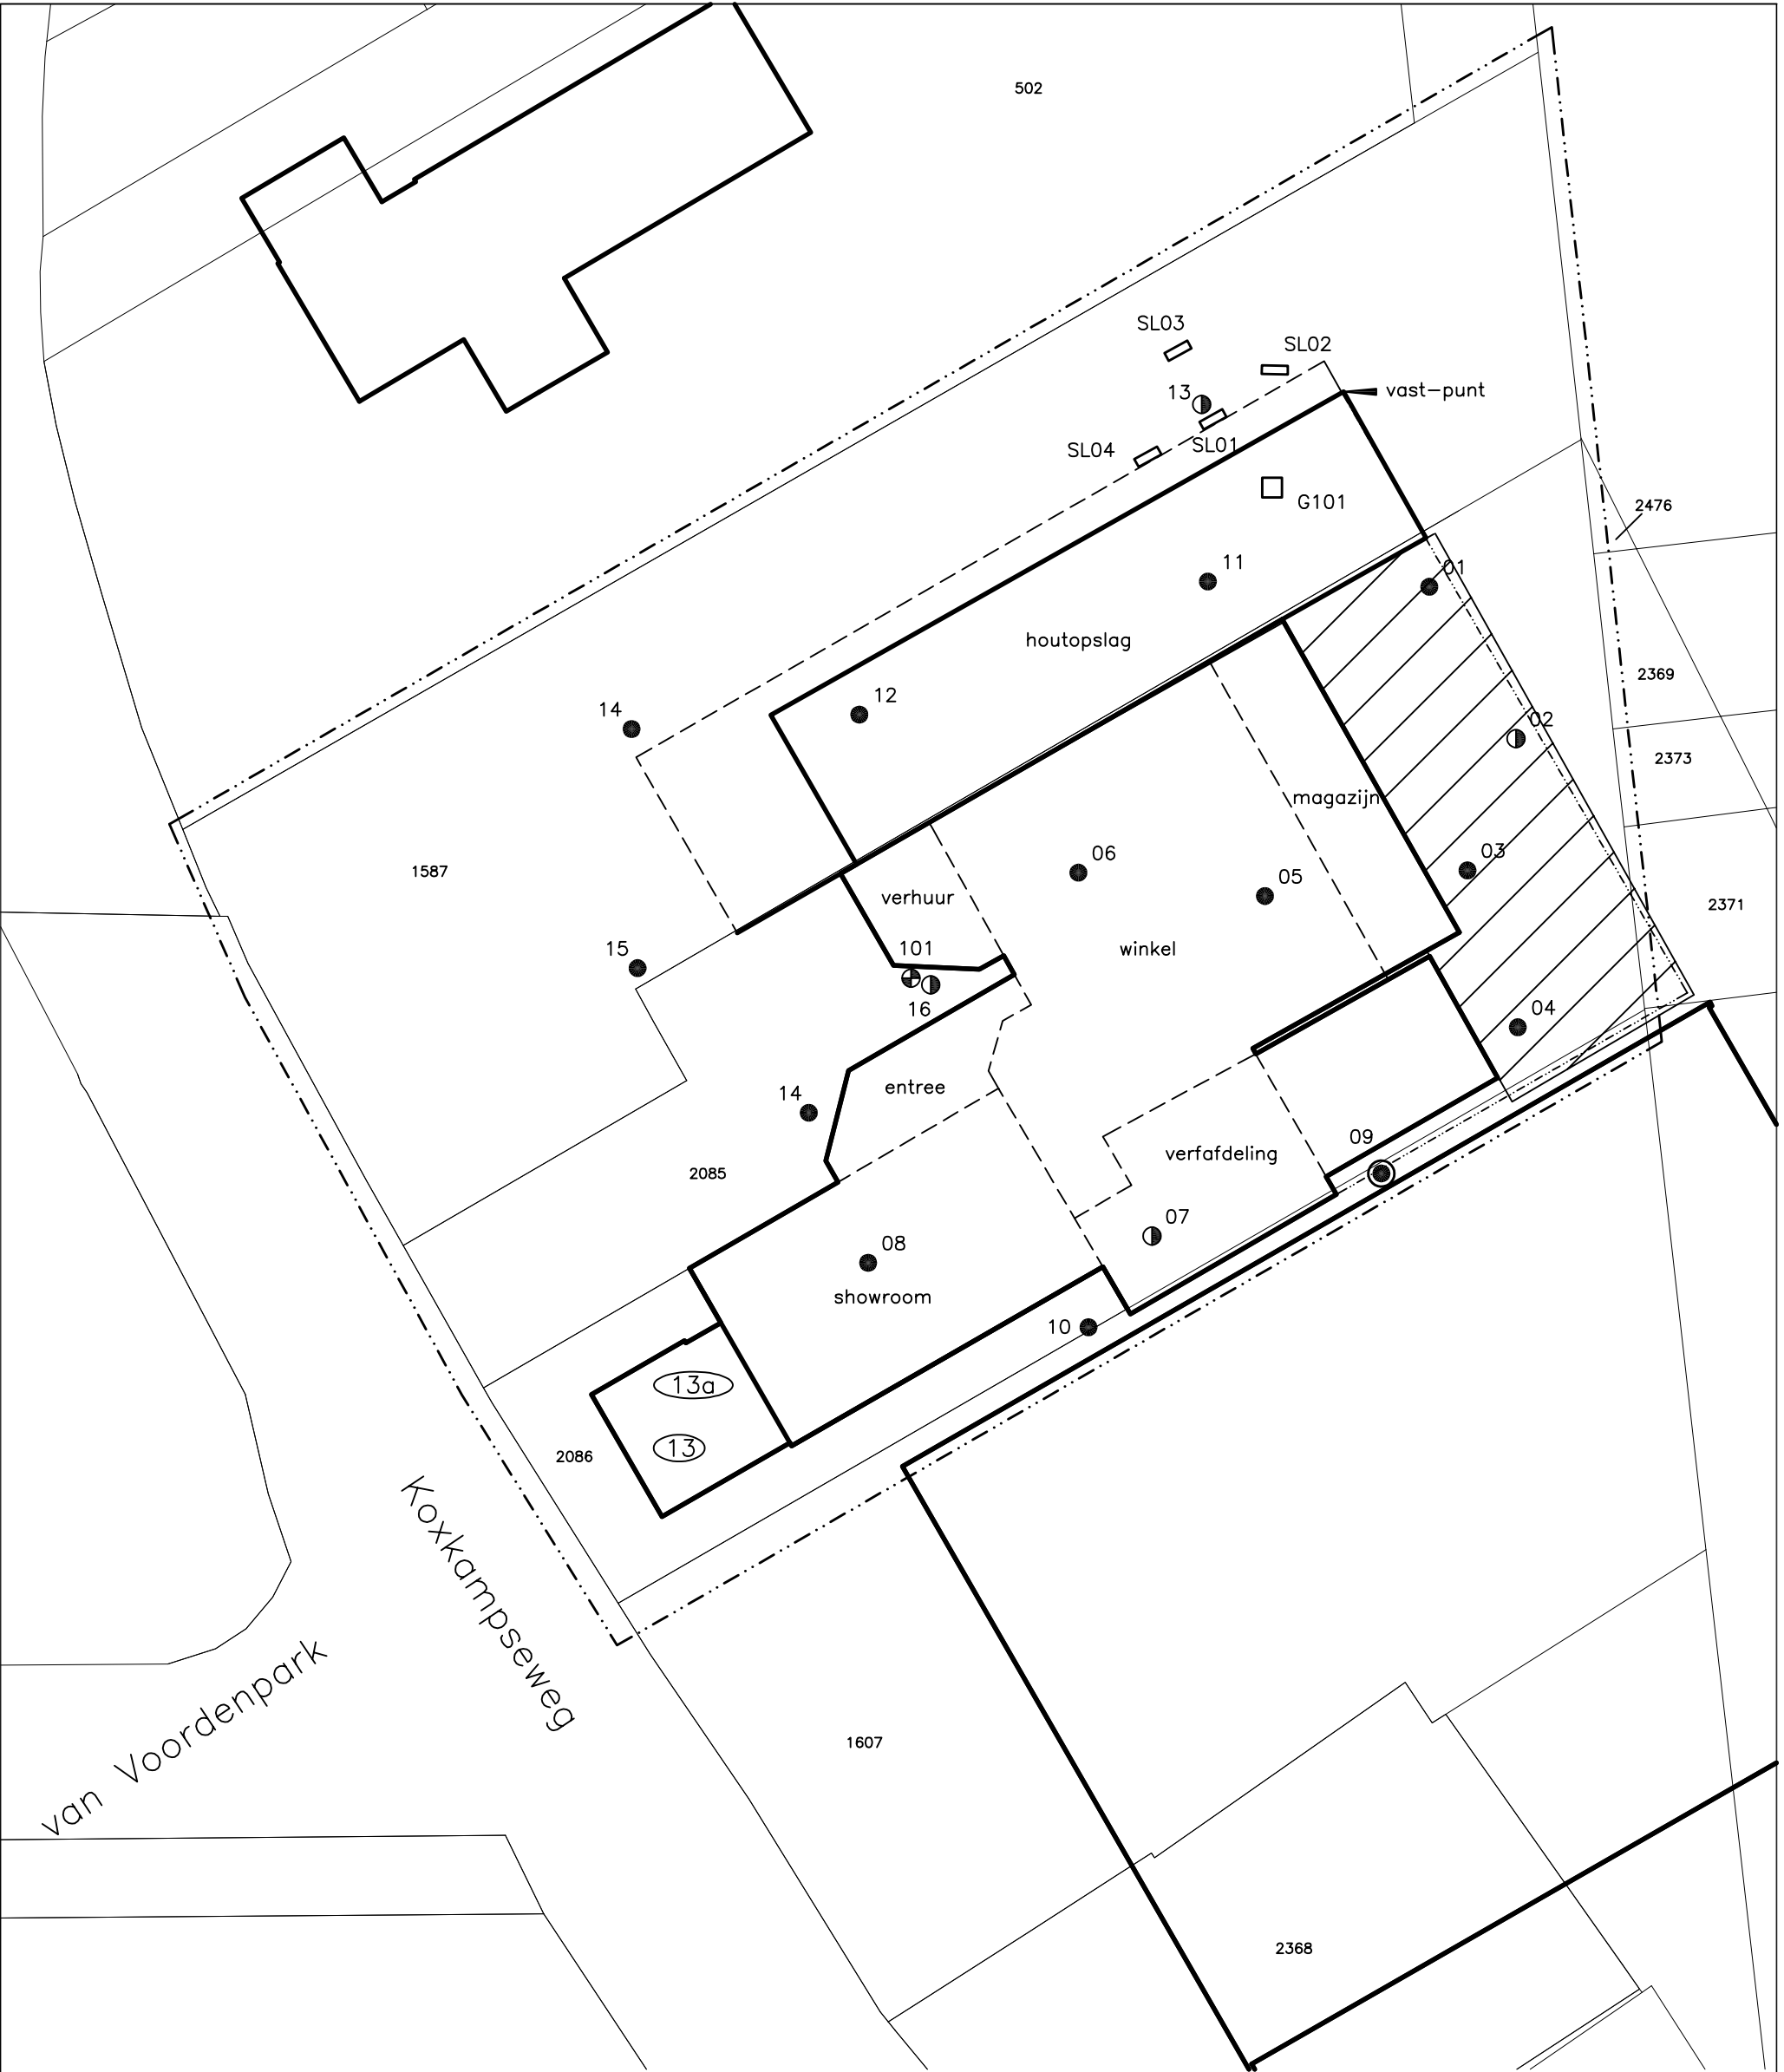 502
SL03
SL02
13
vast-punt
SL01
SL04
G101
2476
11
01
houtopslag
2369
12
14
02
2373
magazijn
06
03
1587
05
verhuur
2371
101
15
winkel
16
04
entree
14
09
verfafdeling
2085
07
08
showroom
10
13a
13
2086
Koxkampseweg
van Voordenpark
1607
2368